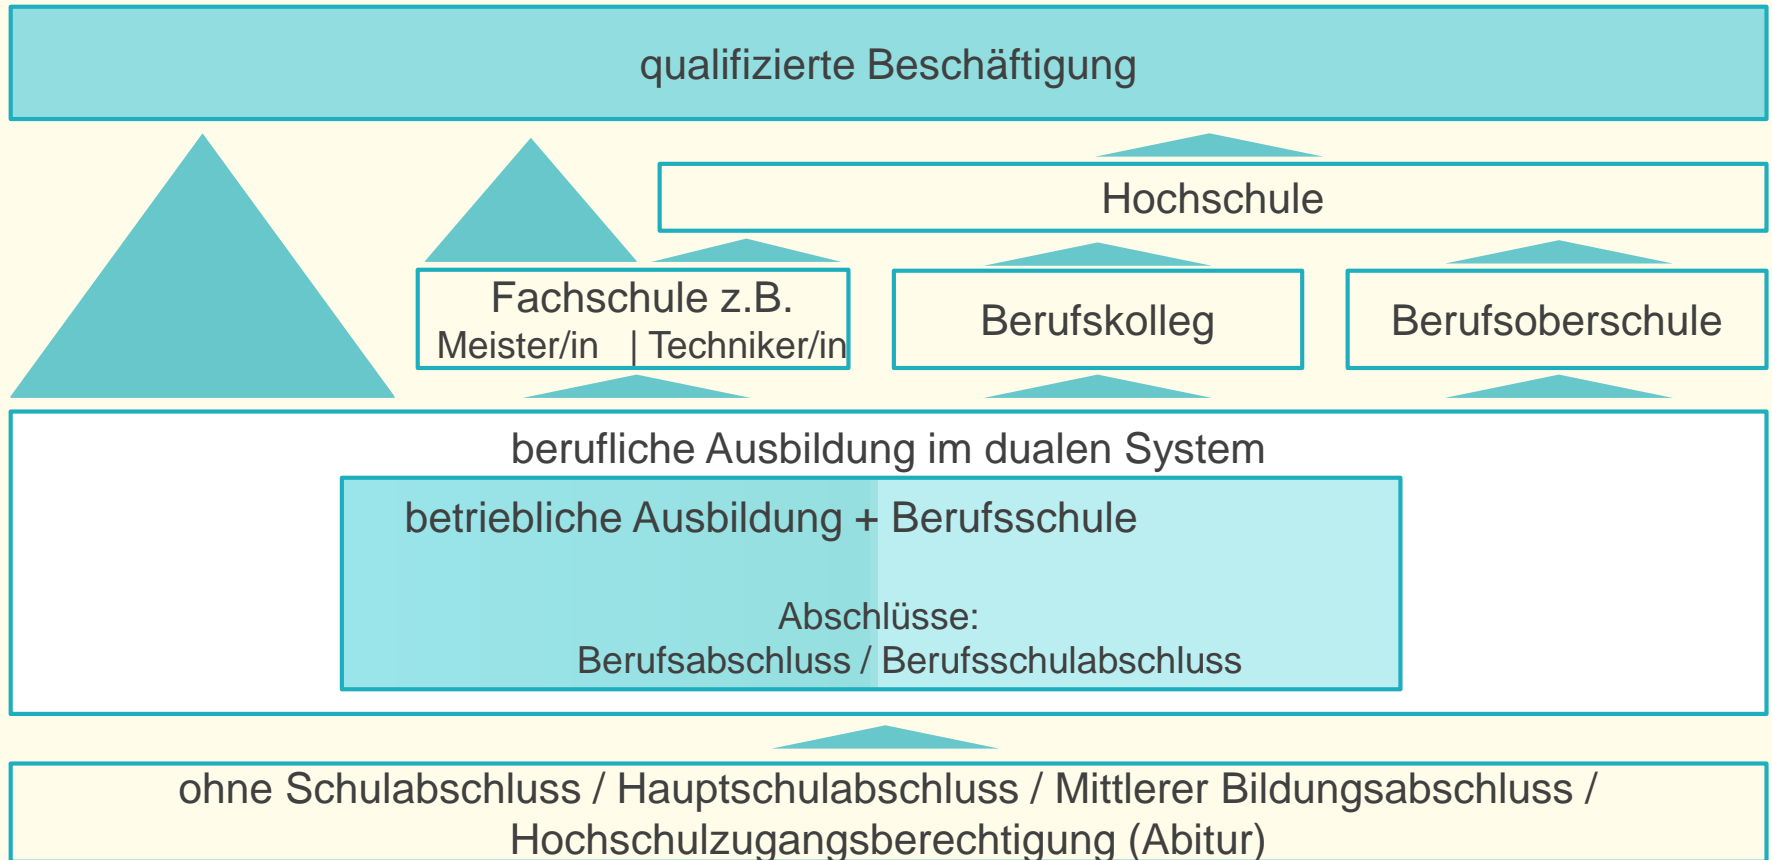 qualifizierte Beschäftigung
Hochschule
Fachschule z.B.
Meister/in | Techniker/in
Berufskolleg
Berufsoberschule
berufliche Ausbildung im dualen System
betriebliche Ausbildung + Berufsschule
Abschlüsse:
Berufsabschluss / Berufsschulabschluss
ohne Schulabschluss / Hauptschulabschluss / Mittlerer Bildungsabschluss /
Hochschulzugangsberechtigung (Abitur)